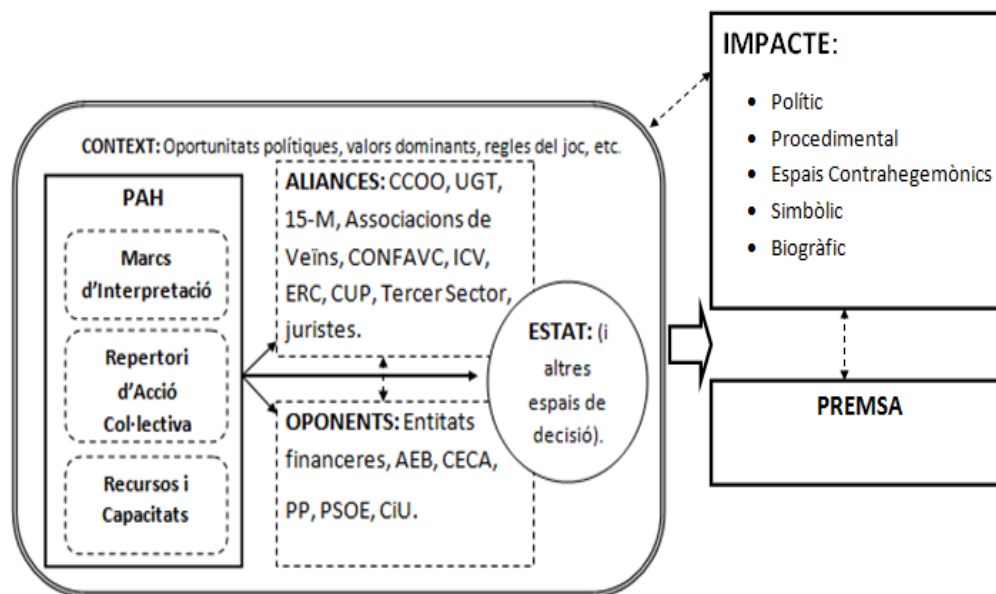 CONTEXT: Oportunitats polítiques, valors dominants, regles del joc, etc.
PAH
Marcs
d'Interpretació
Repertori
d'Acció
Col·lectiva
Recursos i
Capacitats
ALIANCES: CCOO, UGT,
15-M, Associacions de
Veïns, CONFAVC, ICV,
ERC, CUP, Tercer Sector,
juristes.
OPONENTS: Entitats
financeres, AEB, CECA,
PP, PSOE, CiU.
ESTAT: (i
altres
espais de
decisió).
IMPACTE:
• Polític
• Procedimental
• Espais Contrahegemònics
• Simbòlic
• Biogràfic
PREMSA